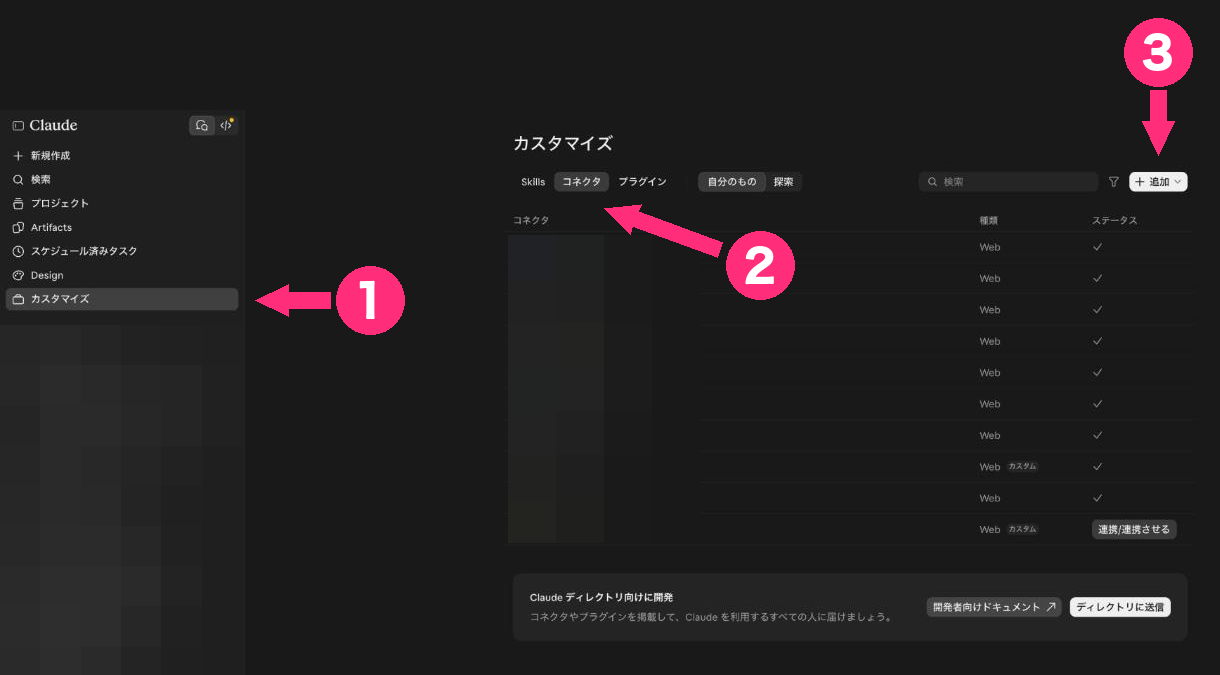 3
Claude
新規作成
検索
プロジェクト
Artifacts
スケジュール済みタスク
Design
カスタマイズ
1
カスタマイズ
Skills コネクタ プラグイン 自分のもの 探索 検索 追加
2
コネクタ 種類 ステータス
Web
Web
Web
Web
Web
Web
Web
Web カスタム
Web
Web カスタム 連携/連携させる
Claude ディレクトリ向けに開発
コネクタやプラグインを掲載して、Claude を利用するすべての人に届けましょう。
開発者向けドキュメント ディレクトリに送信